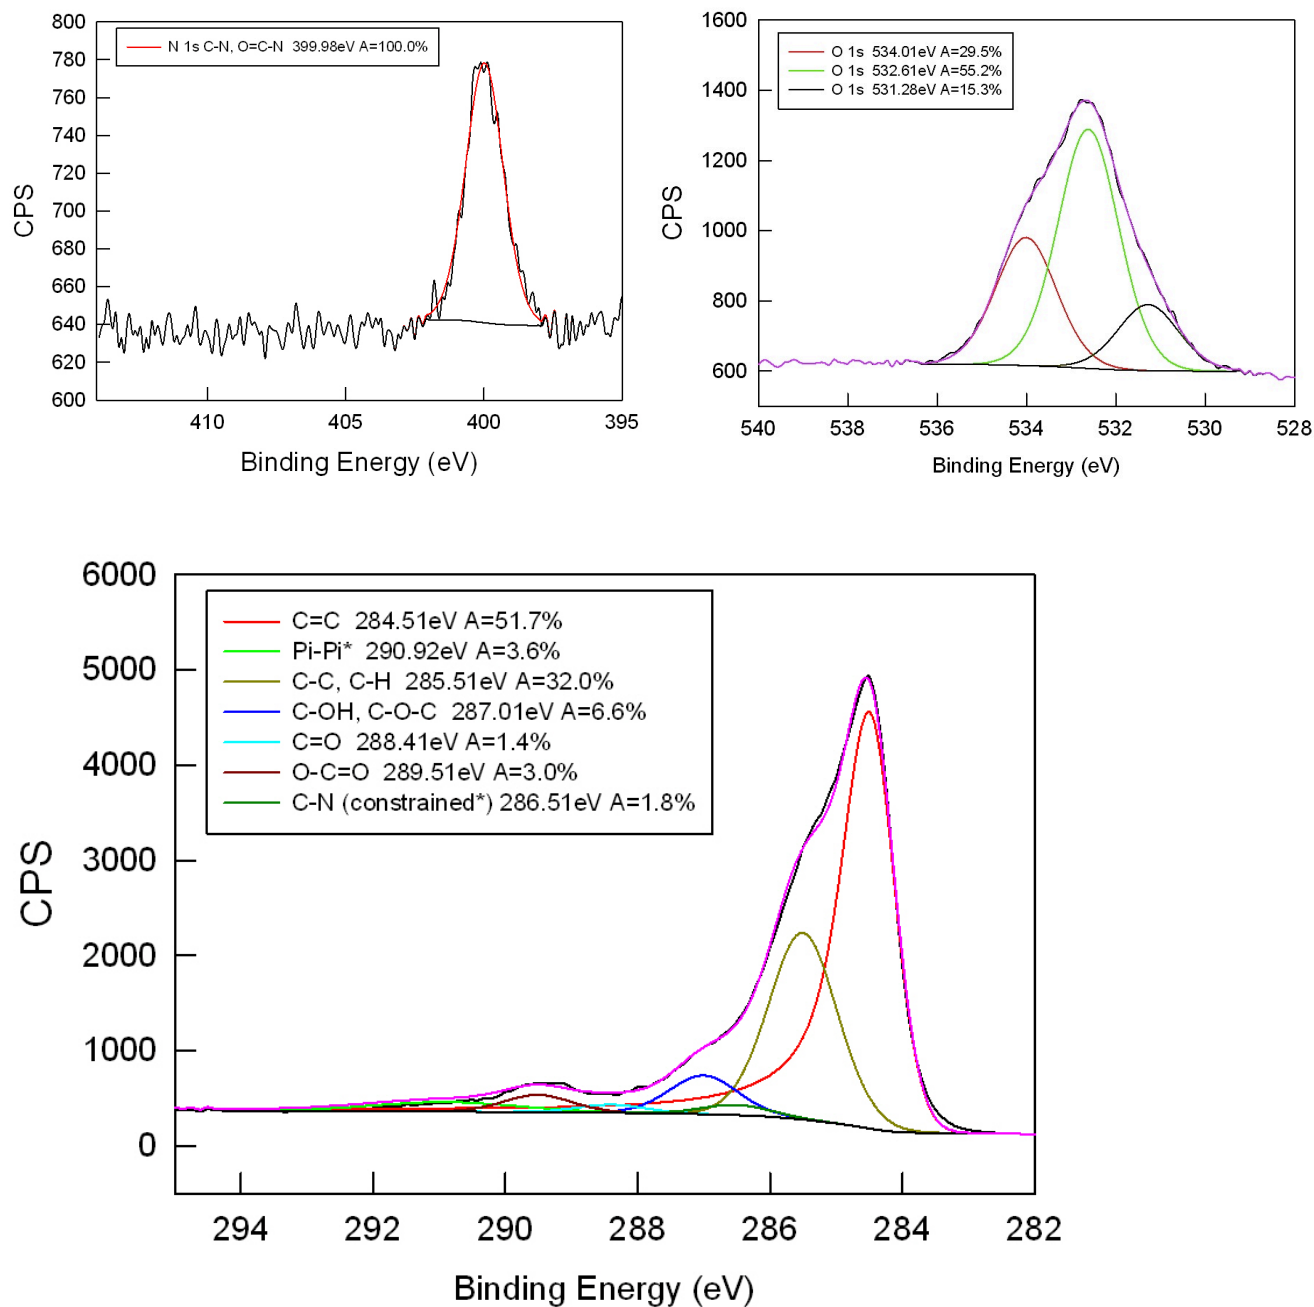 800
780
760
740
720
700
680
660
640
620
600
CPS
N 1s C-N, O=C-N 399.98eV A=100.0%
410
405
400
395
Binding Energy (eV)
1600
1400
1200
1000
800
600
CPS
O 1s 534.01eV A=29.5%
O 1s 532.61eV A=55.2%
O 1s 531.28eV A=15.3%
540
538
536
534
532
530
528
Binding Energy (eV)
6000
5000
4000
3000
2000
1000
0
CPS
C=C 284.51eV A=51.7%
Pi-Pi* 290.92eV A=3.6%
C-C, C-H 285.51eV A=32.0%
C-OH, C-O-C 287.01eV A=6.6%
C=O 288.41eV A=1.4%
O-C=O 289.51eV A=3.0%
C-N (constrained*) 286.51eV A=1.8%
294
292
290
288
286
284
282
Binding Energy (eV)